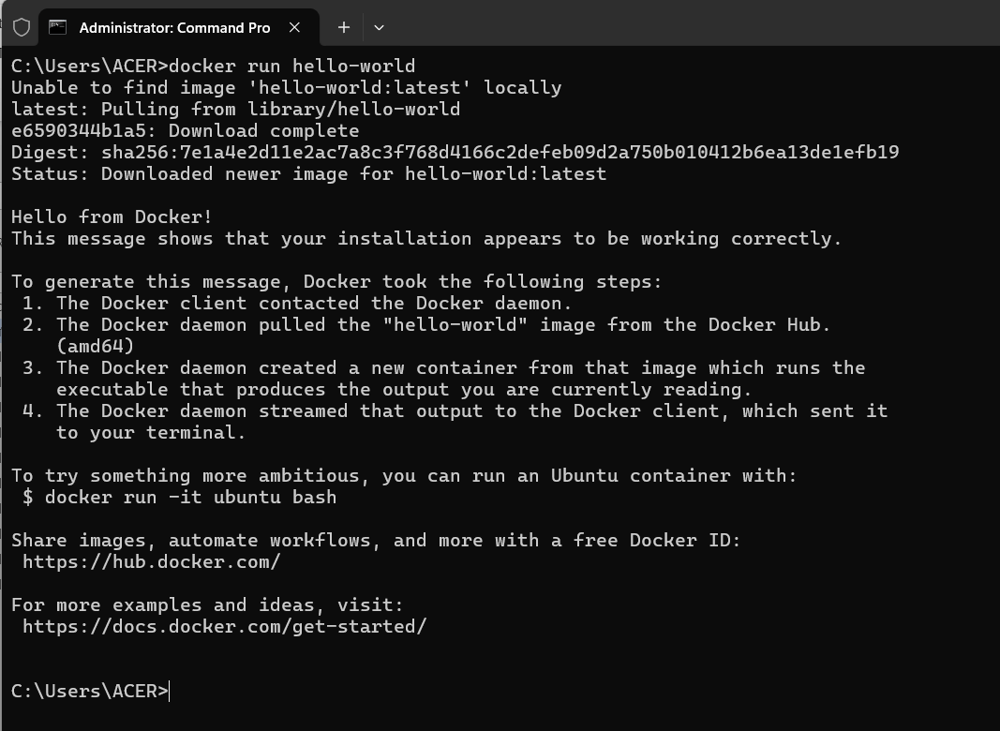 Administrator: Command Pro
C:\Users\ACER>docker run hello-world
Unable to find image 'hello-world:latest' locally
latest: Pulling from library/hello-world
e6590344b1a5: Download complete
Digest: sha256:7e1a4e2d11e2ac7a8c3f768d4166c2defeb09d2a750b010412b6ea13de1efb19
Status: Downloaded newer image for hello-world:latest
Hello from Docker!
This message shows that your installation appears to be working correctly.
To generate this message, Docker took the following steps:
1. The Docker client contacted the Docker daemon.
2. The Docker daemon pulled the "hello-world" image from the Docker Hub.
(amd64)
3. The Docker daemon created a new container from that image which runs the
executable that produces the output you are currently reading.
4. The Docker daemon streamed that output to the Docker client, which sent it
to your terminal.
To try something more ambitious, you can run an Ubuntu container with:
$ docker run -it ubuntu bash
Share images, automate workflows, and more with a free Docker ID:
https://hub.docker.com/
For more examples and ideas, visit:
https://docs.docker.com/get-started/
C:\Users\ACER>